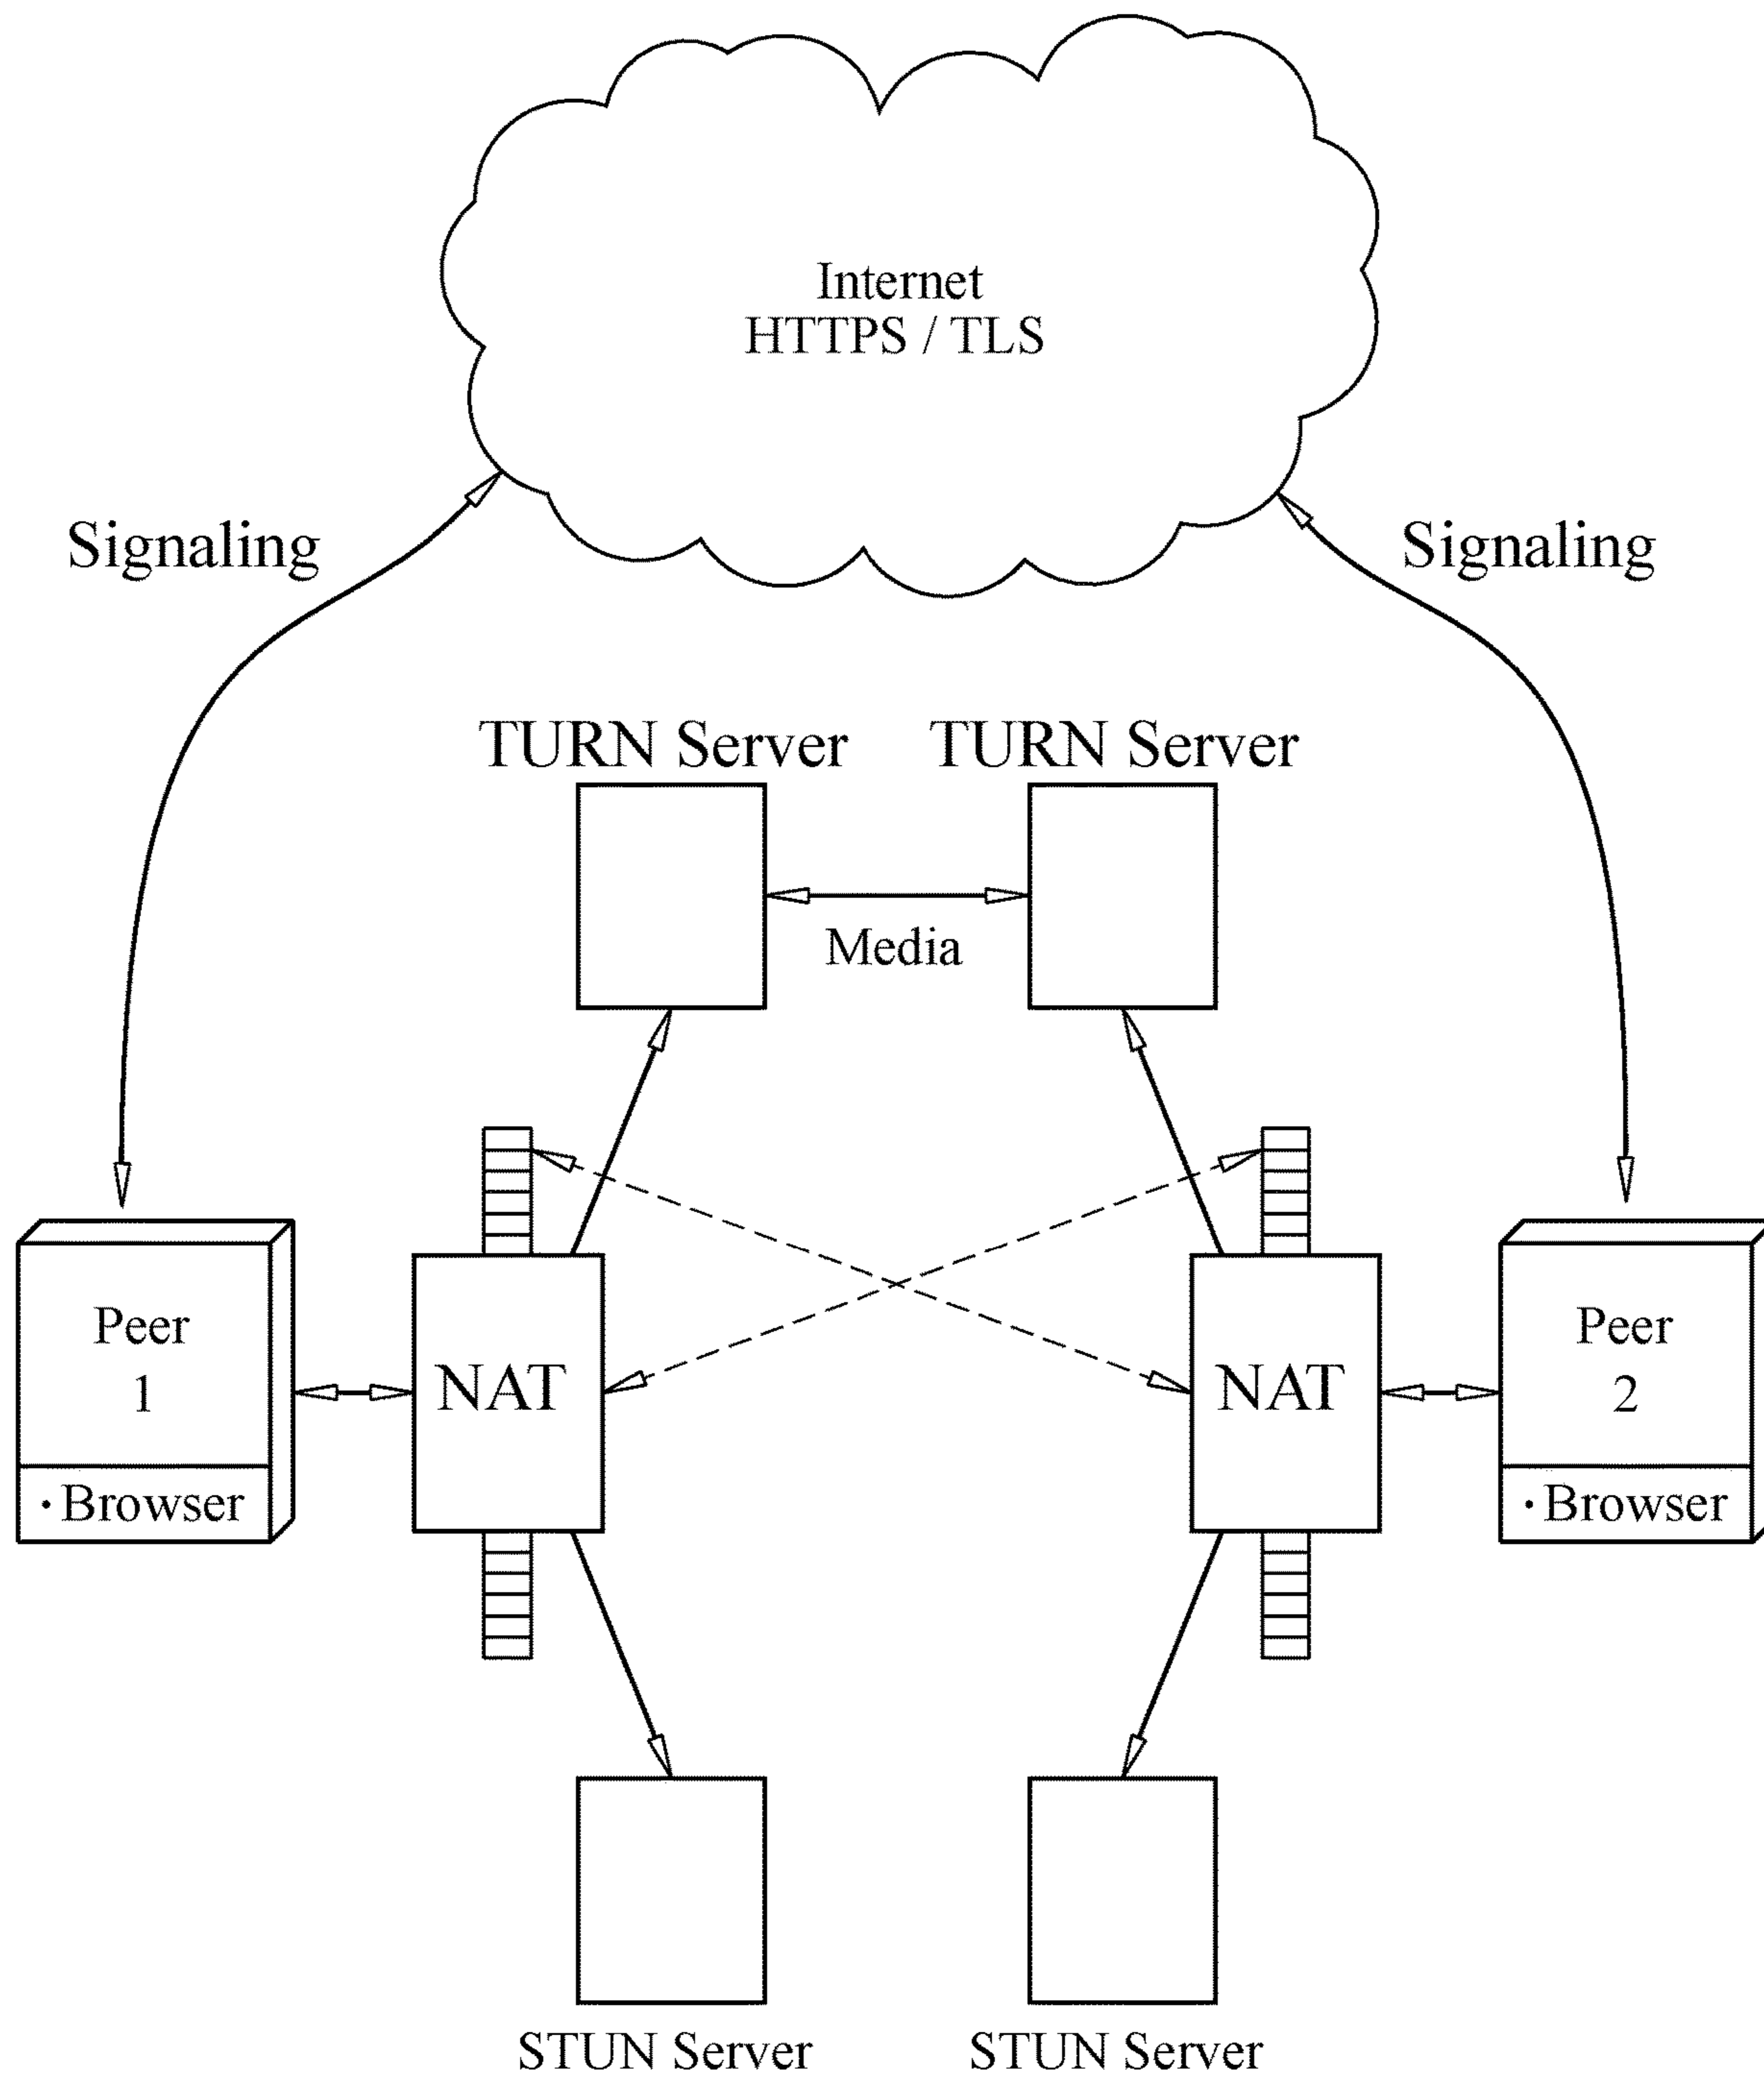 Internet
HTTPS / TLS
Signaling
Signaling
TURN Server
TURN Server
Media
Peer
1
·Browser
NAT
NAT
Peer
2
·Browser
STUN Server
STUN Server